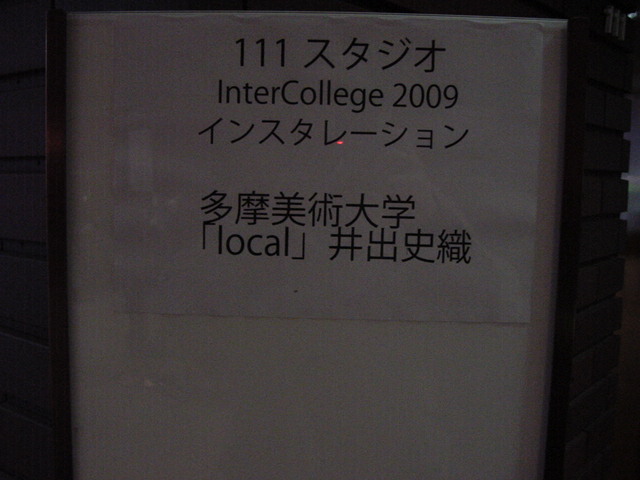 111 スタジオ
InterCollege 2009
インスタレーション
多摩美術大学
「local」井出史織